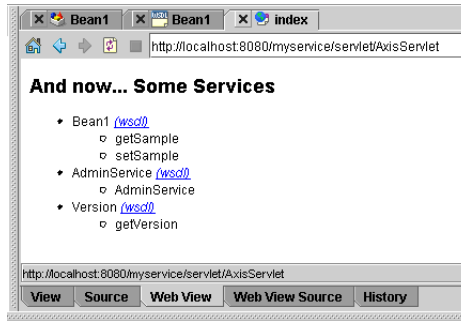 Bean1 Bean1 index
http://localhost:8080/myservice/servlet/AxisServlet
And now... Some Services
Bean1 (wsdl)
getSample
setSample
AdminService (wsdl)
AdminService
Version (wsdl)
getVersion
http://localhost:8080/myservice/servlet/AxisServlet
View Source Web View Web View Source History